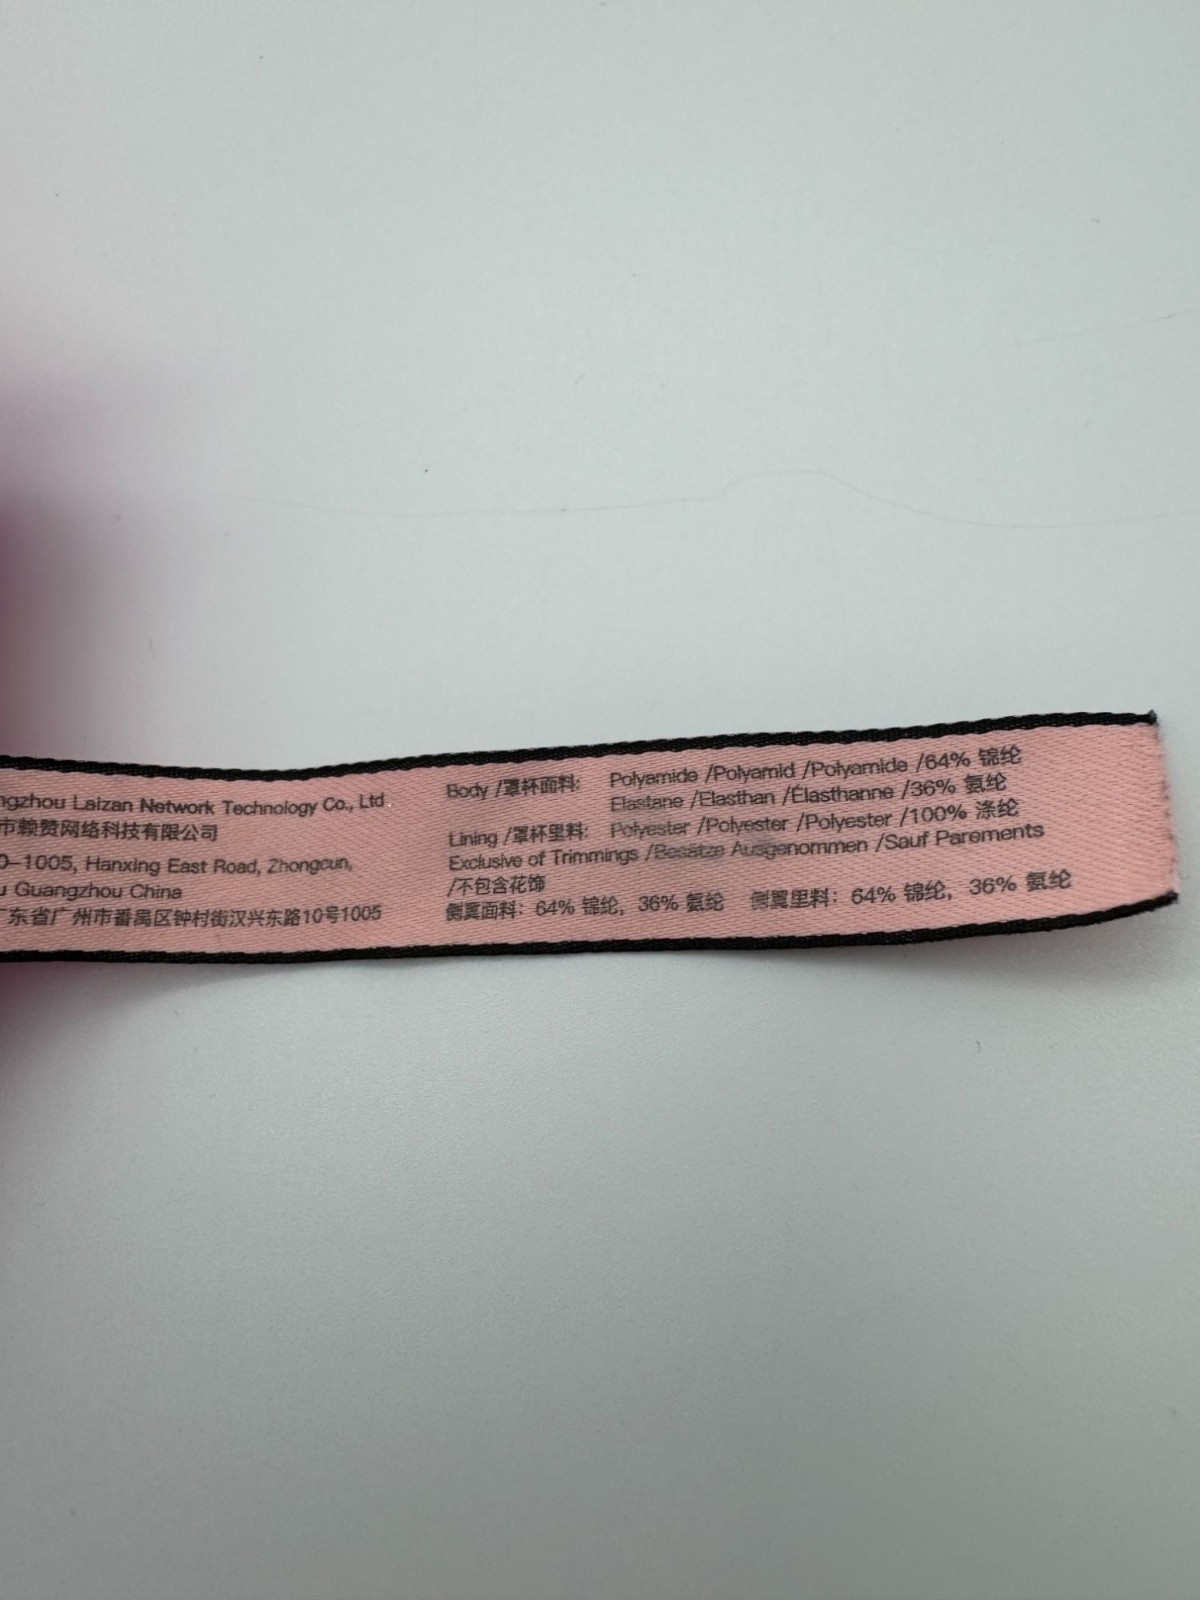 ngzhou Laizan Network Technology Co., Ltd
市赖赞网络科技有限公司
0-1005, Hanxing East Road, Zhongcun,
u Guangzhou China
广东省广州市番禺区钟村街汉兴东路10号1005
Body /罩杯面料: Polyamide /Polyamid /Polyamide /64% 锦纶
Elastane /Elasthan /Élasthanne /36% 氨纶
Lining /罩杯里料: Polyester /Polyester /Polyester /100% 涤纶
Exclusive of Trimmings /Besätze Ausgenommen /Sauf Parements
/不包含花饰
侧翼面料: 64% 锦纶, 36% 氨纶 侧翼里料: 64% 锦纶, 36% 氨纶